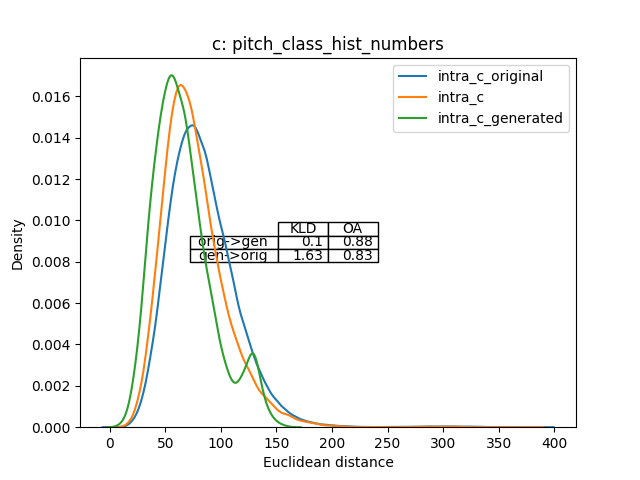 c: pitch_class_hist_numbers
intra_c_original
intra_c
intra_c_generated
0.016
0.014
0.012
0.010
0.008
0.006
0.004
0.002
0.000
Density
KLD OA
orig->gen 0.1 0.88
gen->orig 1.63 0.83
0 50 100 150 200 250 300 350 400
Euclidean distance